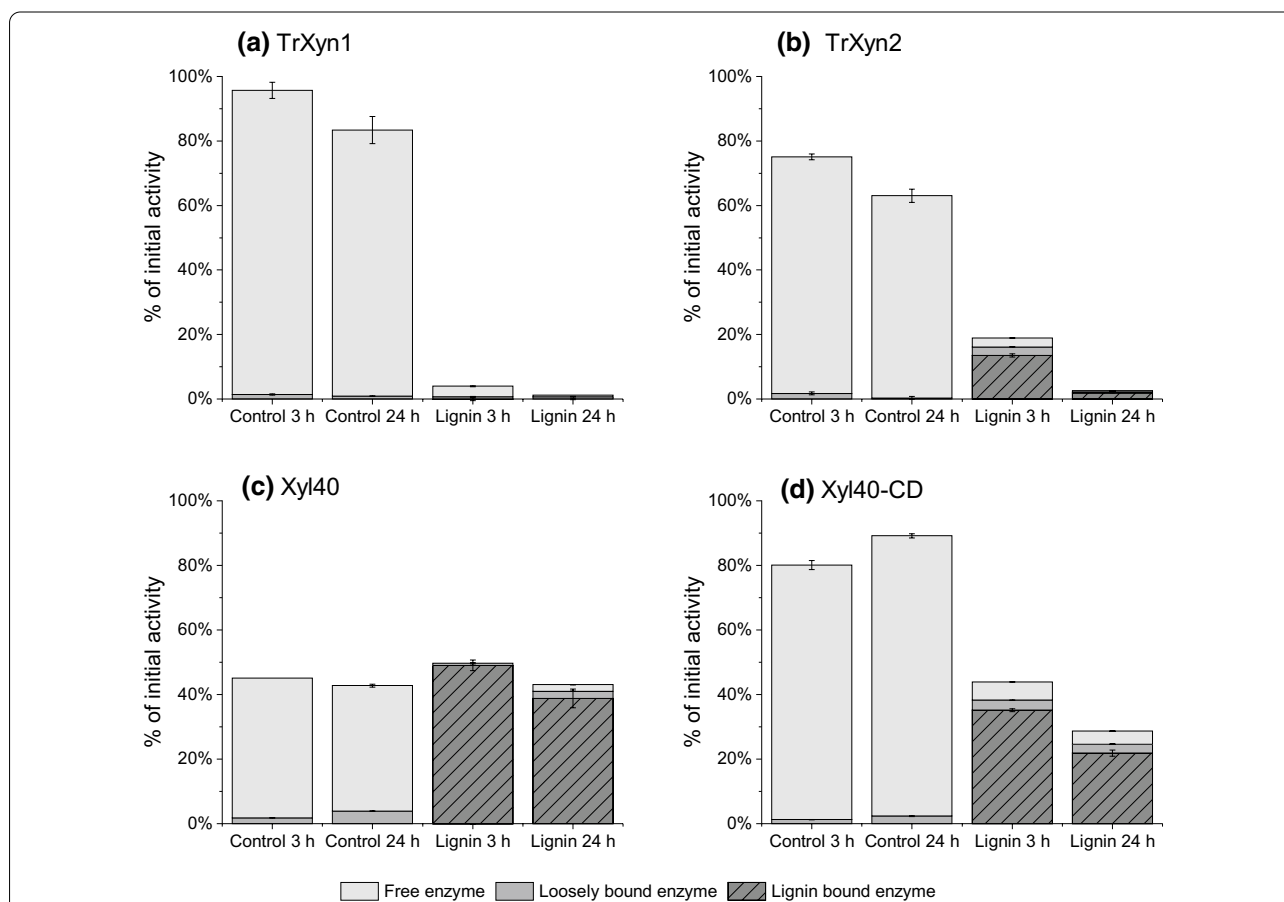 (a) TrXyn1
100%
80%
60%
40%
20%
0%
% of initial activity
Control 3 h Control 24 h Lignin 3 h Lignin 24 h
(b) TrXyn2
100%
80%
60%
40%
20%
0%
% of initial activity
Control 3 h Control 24 h Lignin 3 h Lignin 24 h
(c) Xyl40
100%
80%
60%
40%
20%
0%
% of initial activity
Control 3 h Control 24 h Lignin 3 h Lignin 24 h
(d) Xyl40-CD
100%
80%
60%
40%
20%
0%
% of initial activity
Control 3 h Control 24 h Lignin 3 h Lignin 24 h
Free enzyme Loosely bound enzyme Lignin bound enzyme